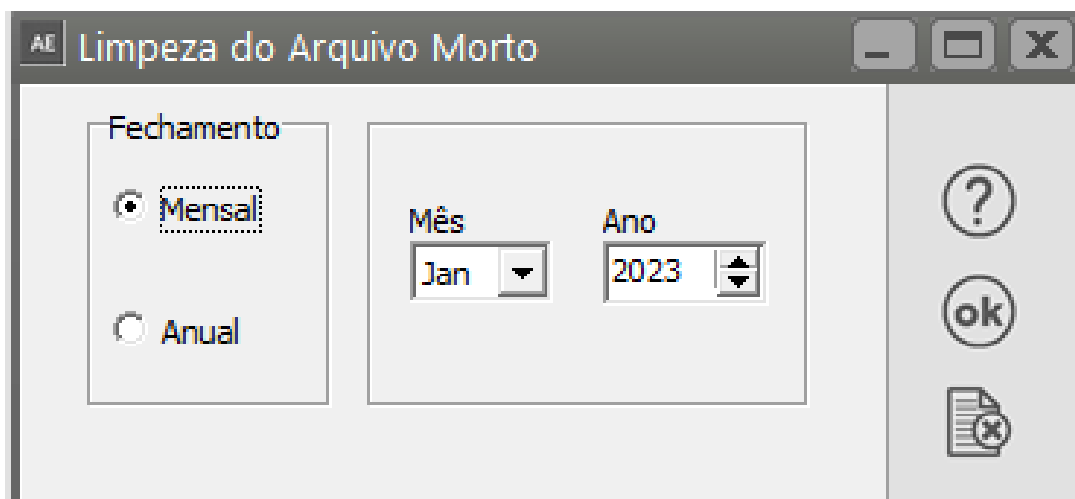 AE Limpeza do Arquivo Morto
Fechamento
Mensal
Anual
Mês Ano
Jan 2023
?
ok